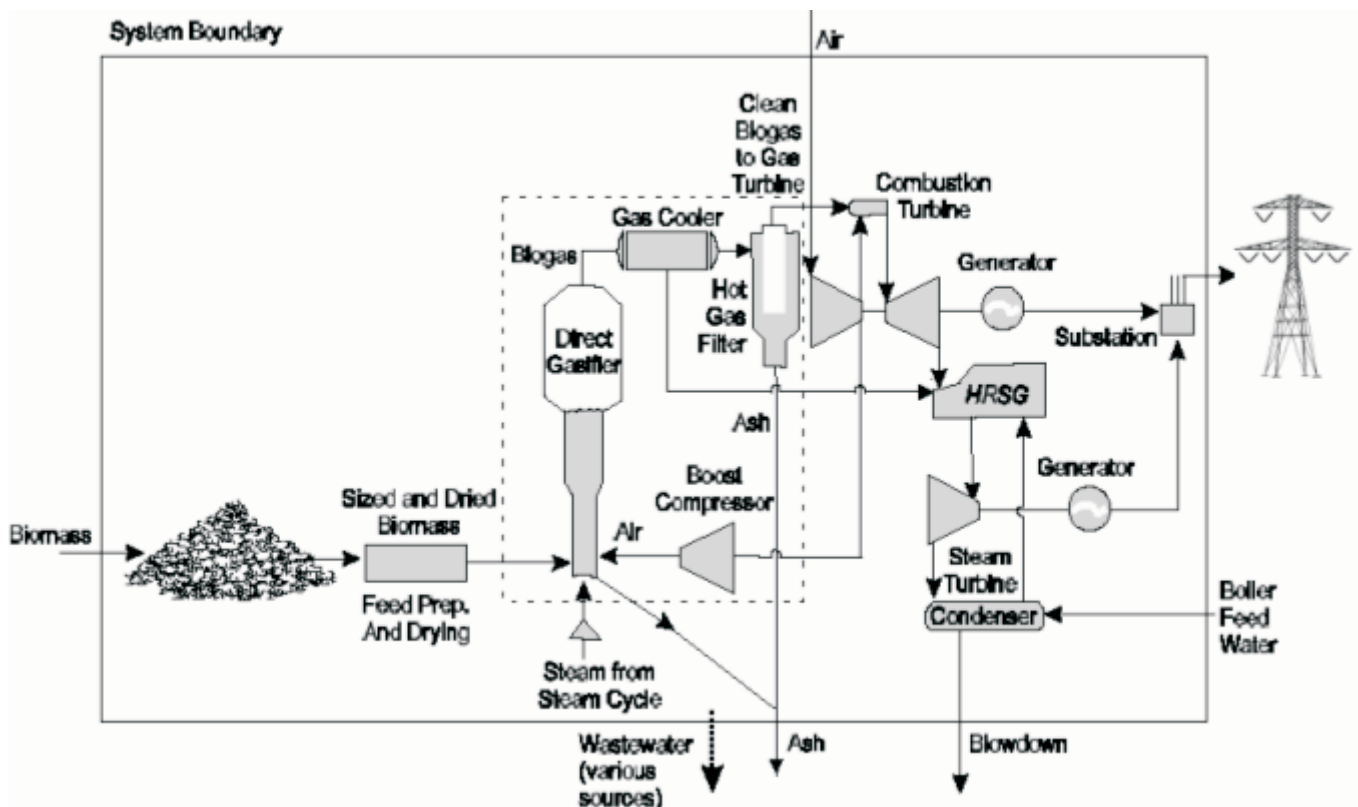 System Boundary
Air
Clean
Biogas
to Gas
Turbine
Combustion
Turbine
Gas Cooler
Biogas
Generator
Hot
Gas
Filter
Direct
Gasifier
Substation
HRSG
Ash
Boost
Compressor
Generator
Sized and Dried
Biomass
Air
Biomass
Steam
Turbine
Feed Prep.
And Drying
Condenser
Boiler
Feed
Water
Steam from
Steam Cycle
Wastewater
(various
sources)
Ash
Blowdown